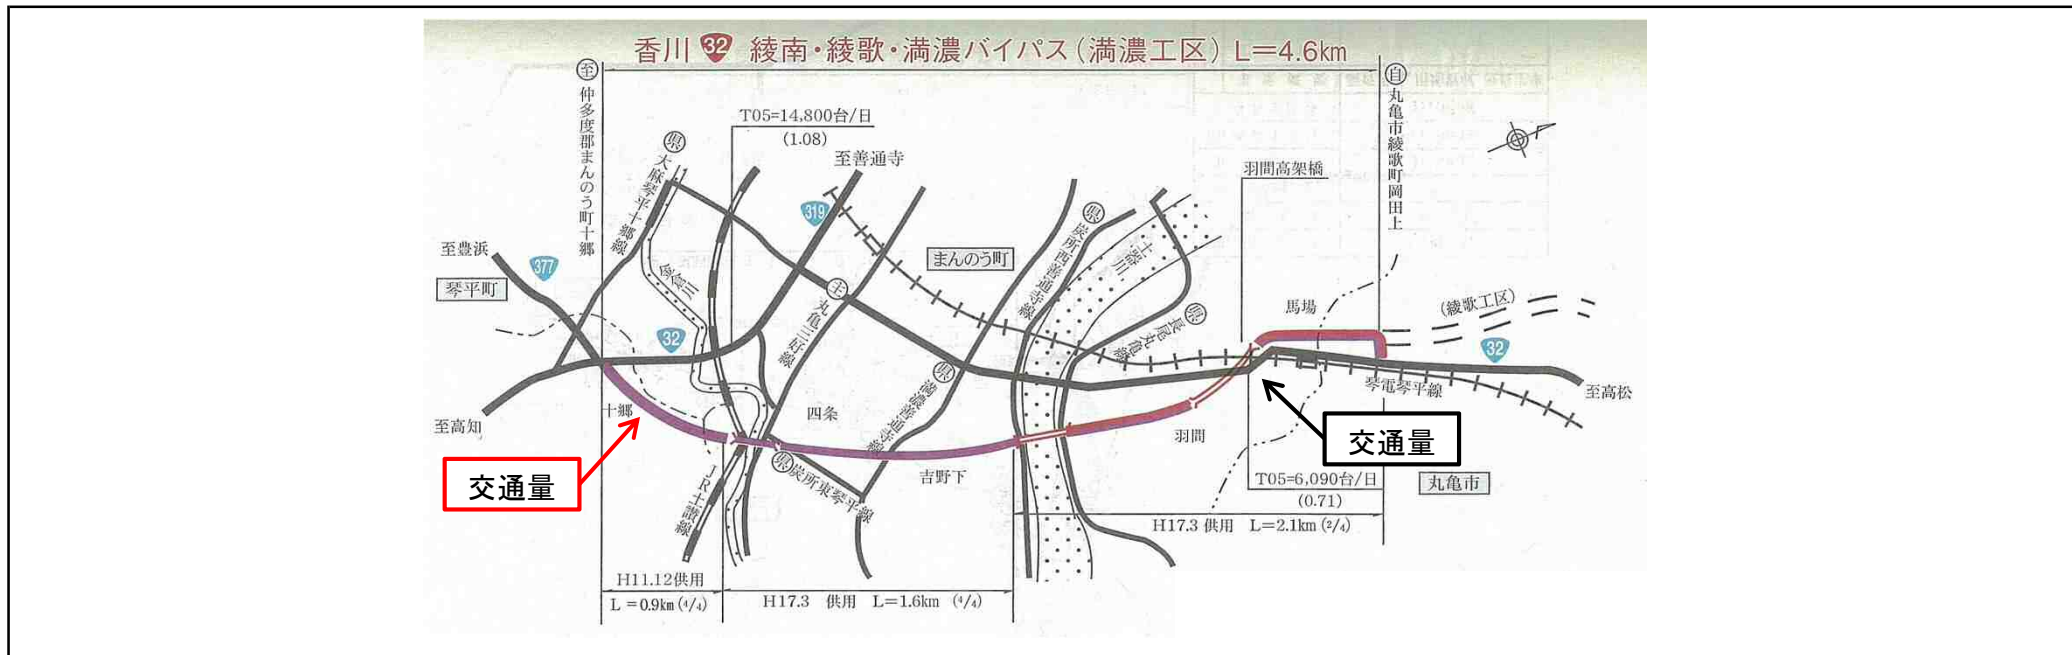 香川 32 綾南・綾歌・満濃バイパス(満濃工区) L=4.6km
至 仲多度郡まんのう町十郷
自 丸亀市綾歌町岡田上
T05=14,800台/日
(1.08)
至善通寺
羽間高架橋
県 大麻琴平十郷線
319
県 炭所西善通寺線
土器川
まんのう町
至豊浜
377
琴平町
金倉川
主 丸亀三好線
県 長尾丸亀線
馬場
(綾歌工区)
32
32
県 満濃善通寺線
琴電琴平線
至高松
十郷
四条
至高知
羽間
交通量
交通量
県 炭所東琴平線
吉野下
JR土讃線
T05=6,090台/日
(0.71)
丸亀市
H17.3 供用 L=2.1km (2/4)
H11.12供用
L=0.9km (4/4)
H17.3 供用 L=1.6km (4/4)